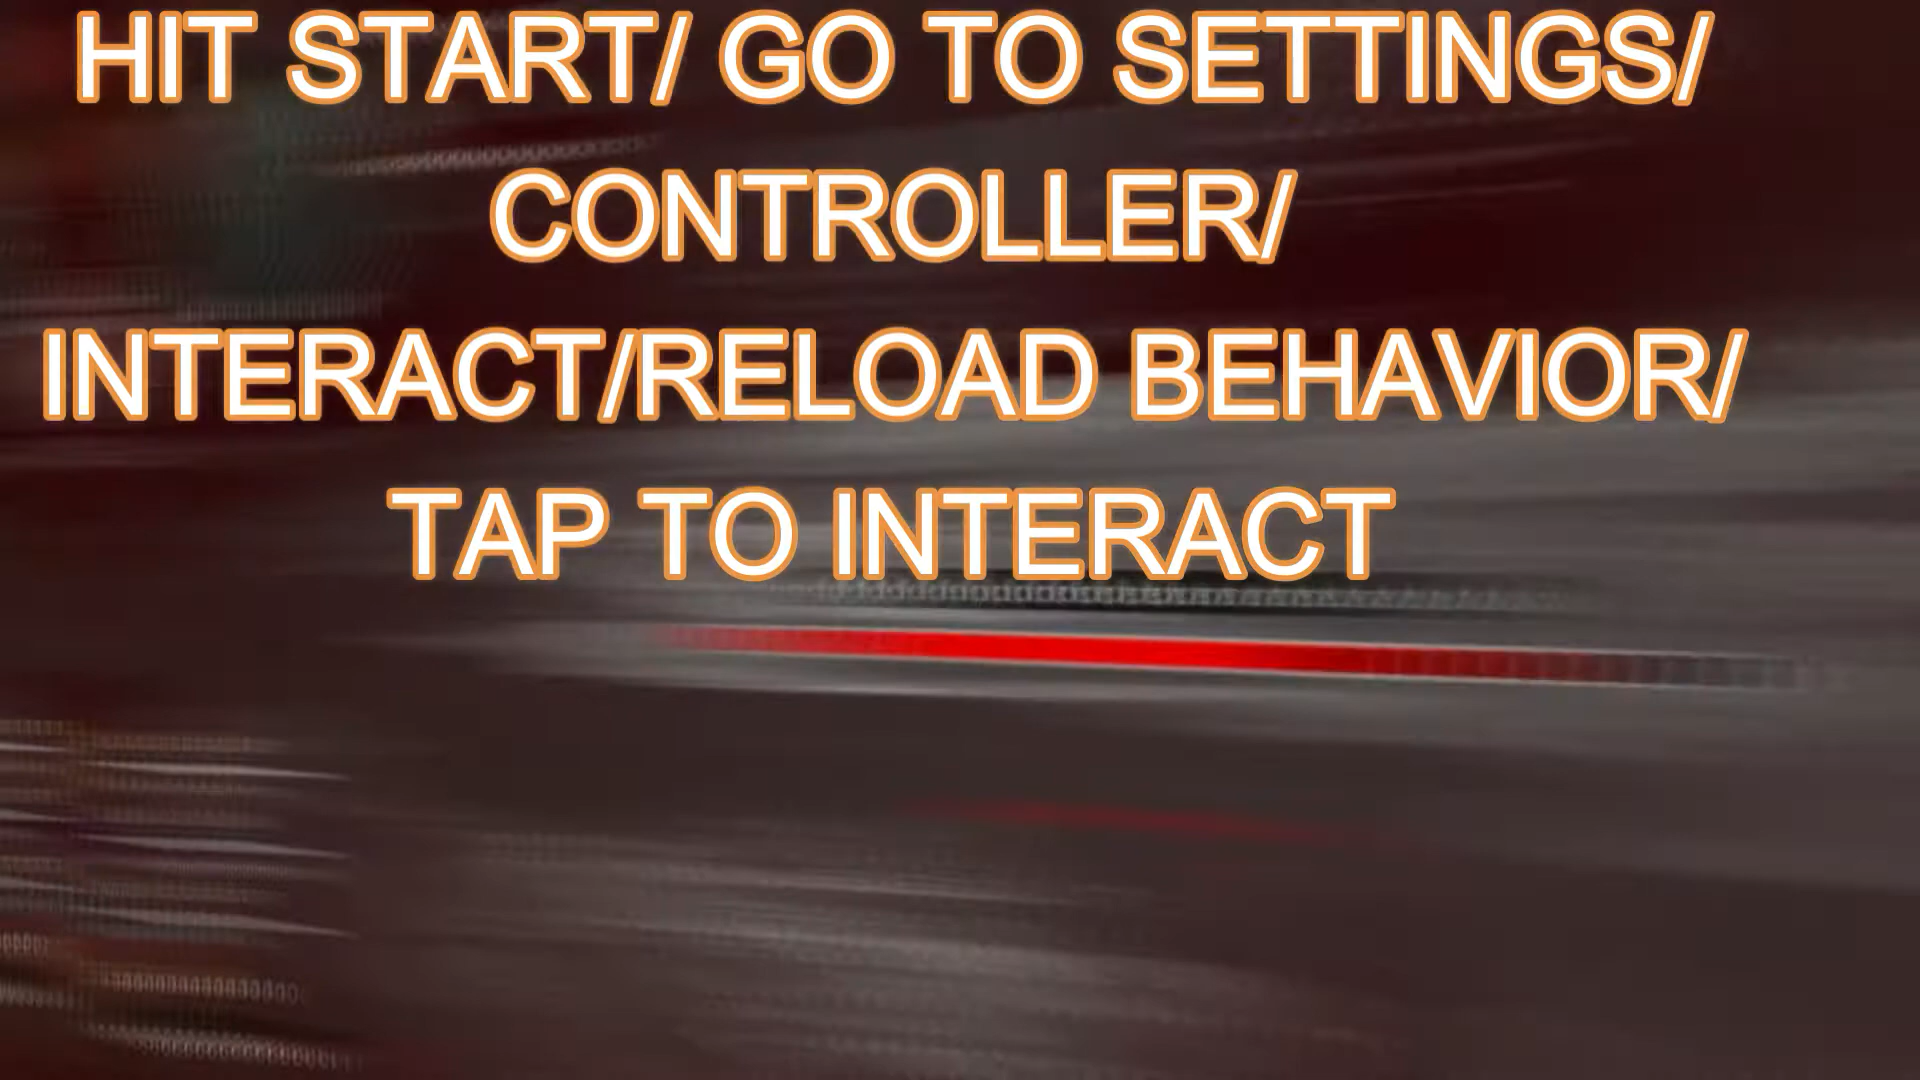 HIT START/ GO TO SETTINGS/
CONTROLLER/
INTERACT/RELOAD BEHAVIOR/
TAP TO INTERACT